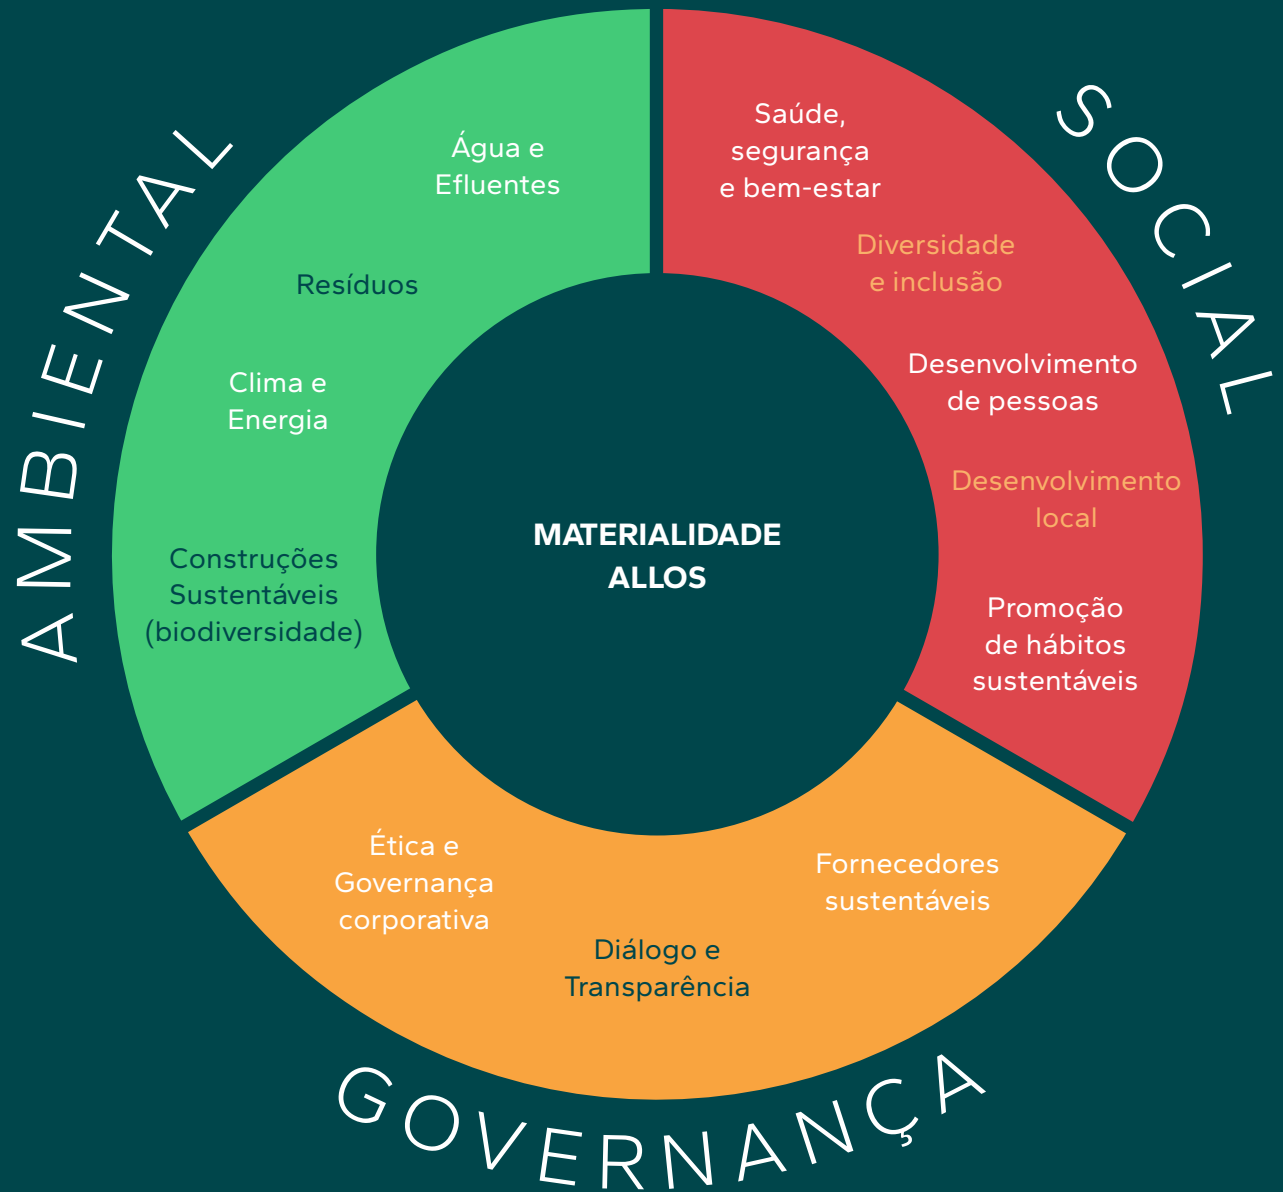 AMBIENTAL
Água e
Efluentes
Resíduos
Clima e
Energia
Construções
Sustentáveis
(biodiversidade)
SOCIAL
Saúde,
segurança
e bem-estar
Diversidade
e inclusão
Desenvolvimento
de pessoas
Desenvolvimento
local
Promoção
de hábitos
sustentáveis
MATERIALIDADE
ALLOS
Ética e
Governança
corporativa
Diálogo e
Transparência
Fornecedores
sustentáveis
GOVERNANÇA